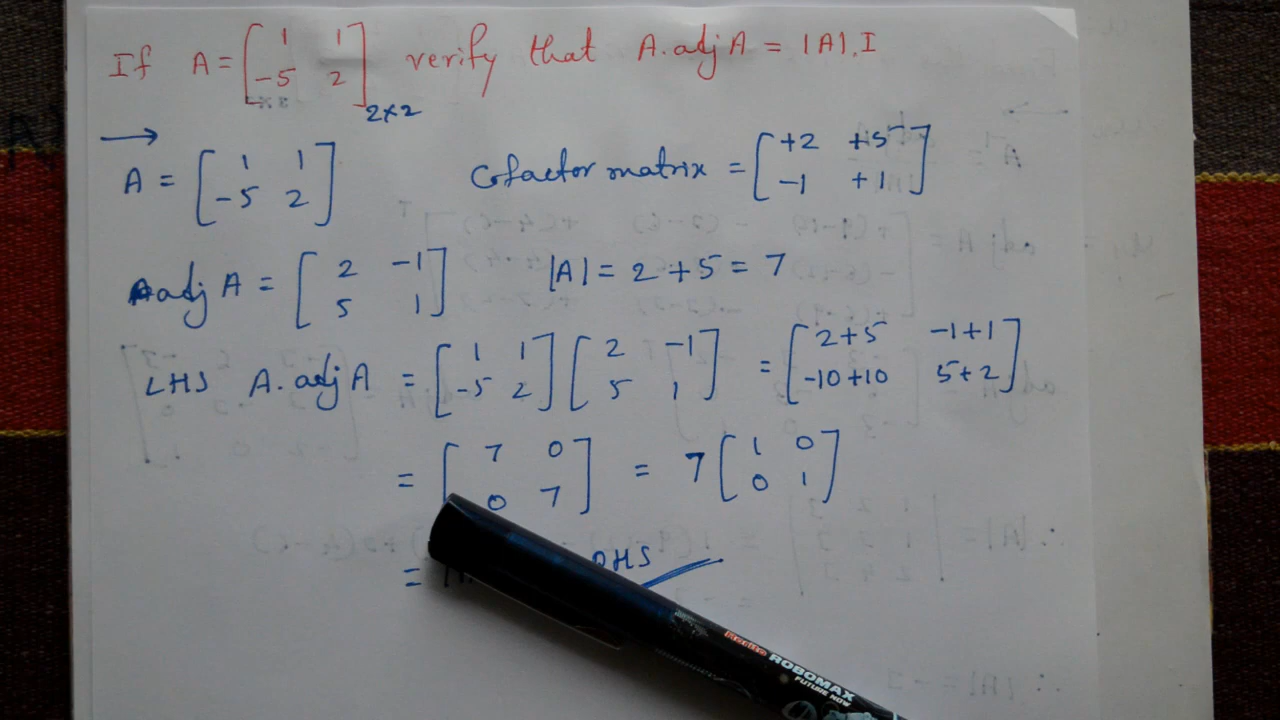 If A = [1 1 -5 2] 2×2 verify that A.adj A = |A|.I
→
A = [1 1 -5 2] Cofactor matrix = [+2 +5 -1 +1]
adj A = [2 -1 5 1] |A| = 2 + 5 = 7
LHS A.adj A = [1 1 -5 2] [2 -1 5 1] = [2+5 -1+1 -10+10 5+2]
= [7 0 0 7] = 7 [1 0 0 1]
= RHS
Rorito ROBOMAX
FUTURE NOW